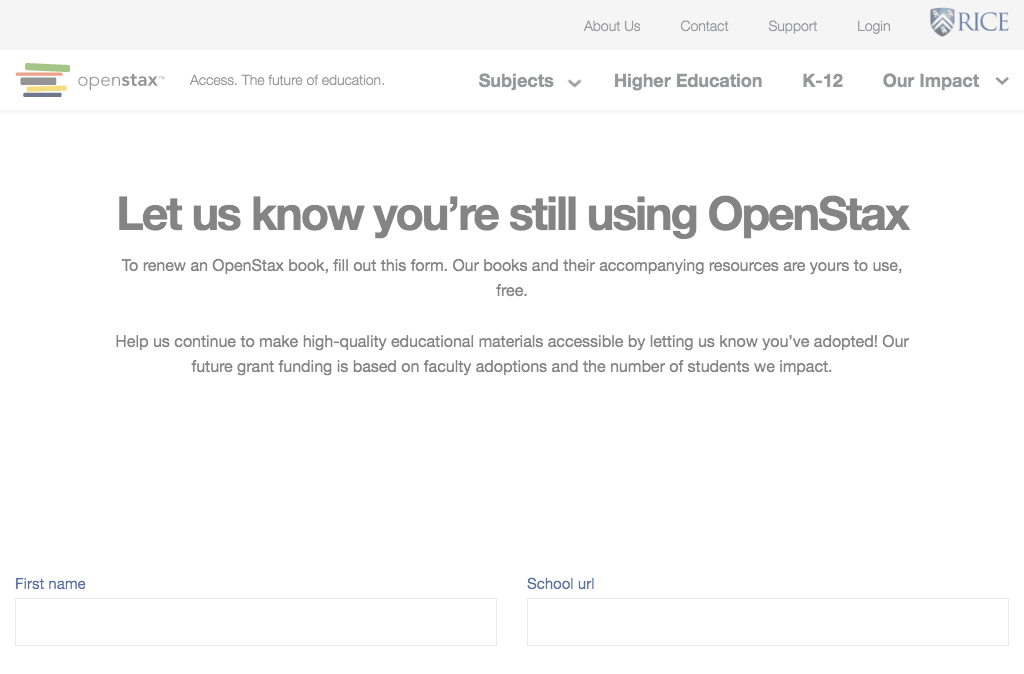 About Us Contact Support Login RICE
openstax™ Access. The future of education. Subjects Higher Education K-12 Our Impact
Let us know you’re still using OpenStax
To renew an OpenStax book, fill out this form. Our books and their accompanying resources are yours to use,
free.
Help us continue to make high-quality educational materials accessible by letting us know you’ve adopted! Our
future grant funding is based on faculty adoptions and the number of students we impact.
First name School url